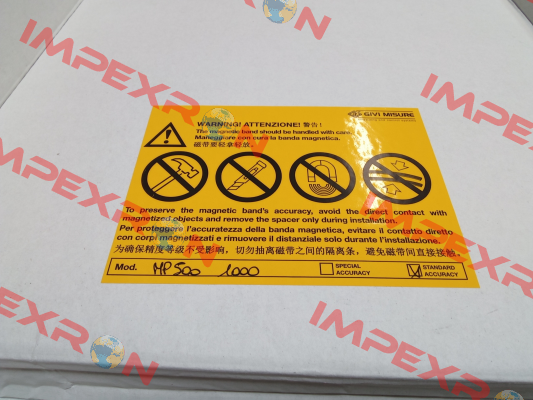 IMPEXRON
GIVI MISURE
WARNING! ATTENZIONE! 警告!
The magnetic band should be handled with care.
Maneggiare con cura la banda magnetica.
磁带要轻拿轻放。
To preserve the magnetic band's accuracy, avoid the direct contact with
magnetized objects and remove the spacer only during installation.
Per proteggere l'accuratezza della banda magnetica, evitare il contatto diretto
con corpi magnetizzati e rimuovere il distanziale solo durante l'installazione.
为确保精度等级不受影响，切勿抽离磁带之间的隔离条，避免磁带间直接接触。
Mod. MP500 1000
SPECIAL
ACCURACY
STANDARD
ACCURACY
IMPEXRON
IMPEXRON
IMPEXRON